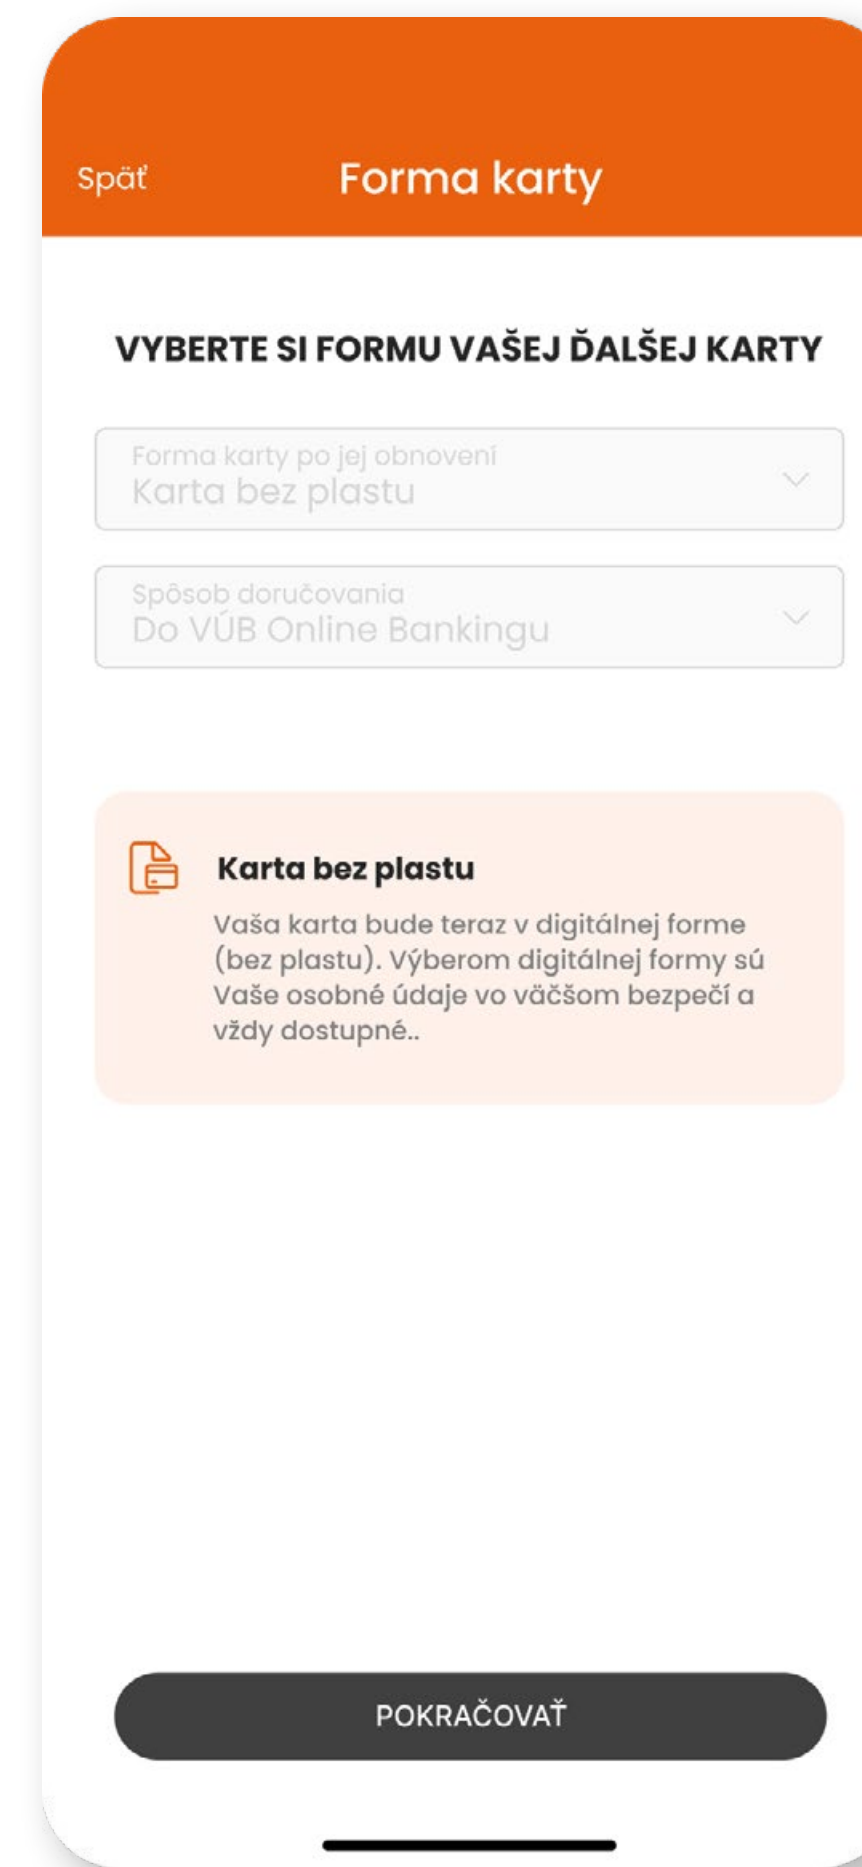 Späť
Forma karty
VYBERTE SI FORMU VAŠEJ ĎALŠEJ KARTY
Forma karty po jej obnovení
Karta bez plastu
Spôsob doručovania
Do VÚB Online Bankingu
Karta bez plastu
Vaša karta bude teraz v digitálnej forme
(bez plastu). Výberom digitálnej formy sú
Vaše osobné údaje vo väčšom bezpečí a
vždy dostupné..
POKRAČOVAŤ